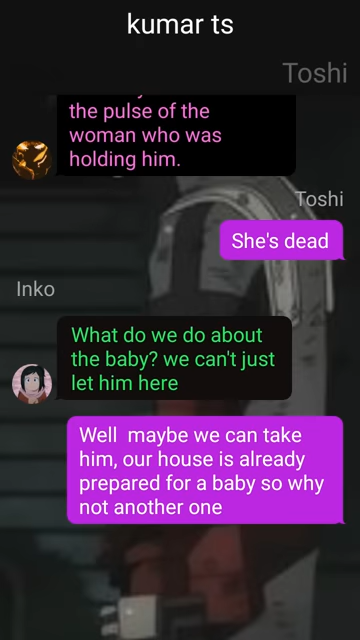 kumar ts
Toshi
the pulse of the
woman who was
holding him.
Toshi
She's dead
Inko
What do we do about
the baby? we can't just
let him here
Well  maybe we can take
him, our house is already
prepared for a baby so why
not another one